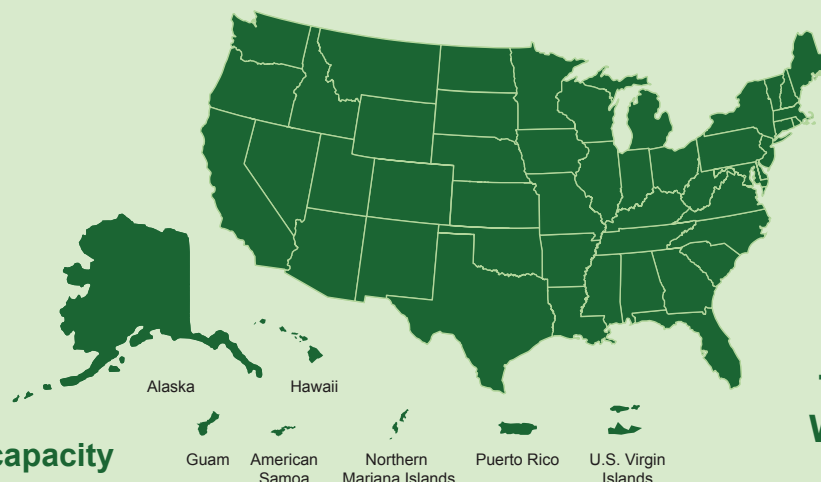 Alaska
Hawaii
capacity
Guam
American
Samoa
Northern
Mariana Islands
Puerto Rico
U.S. Virgin
Islands